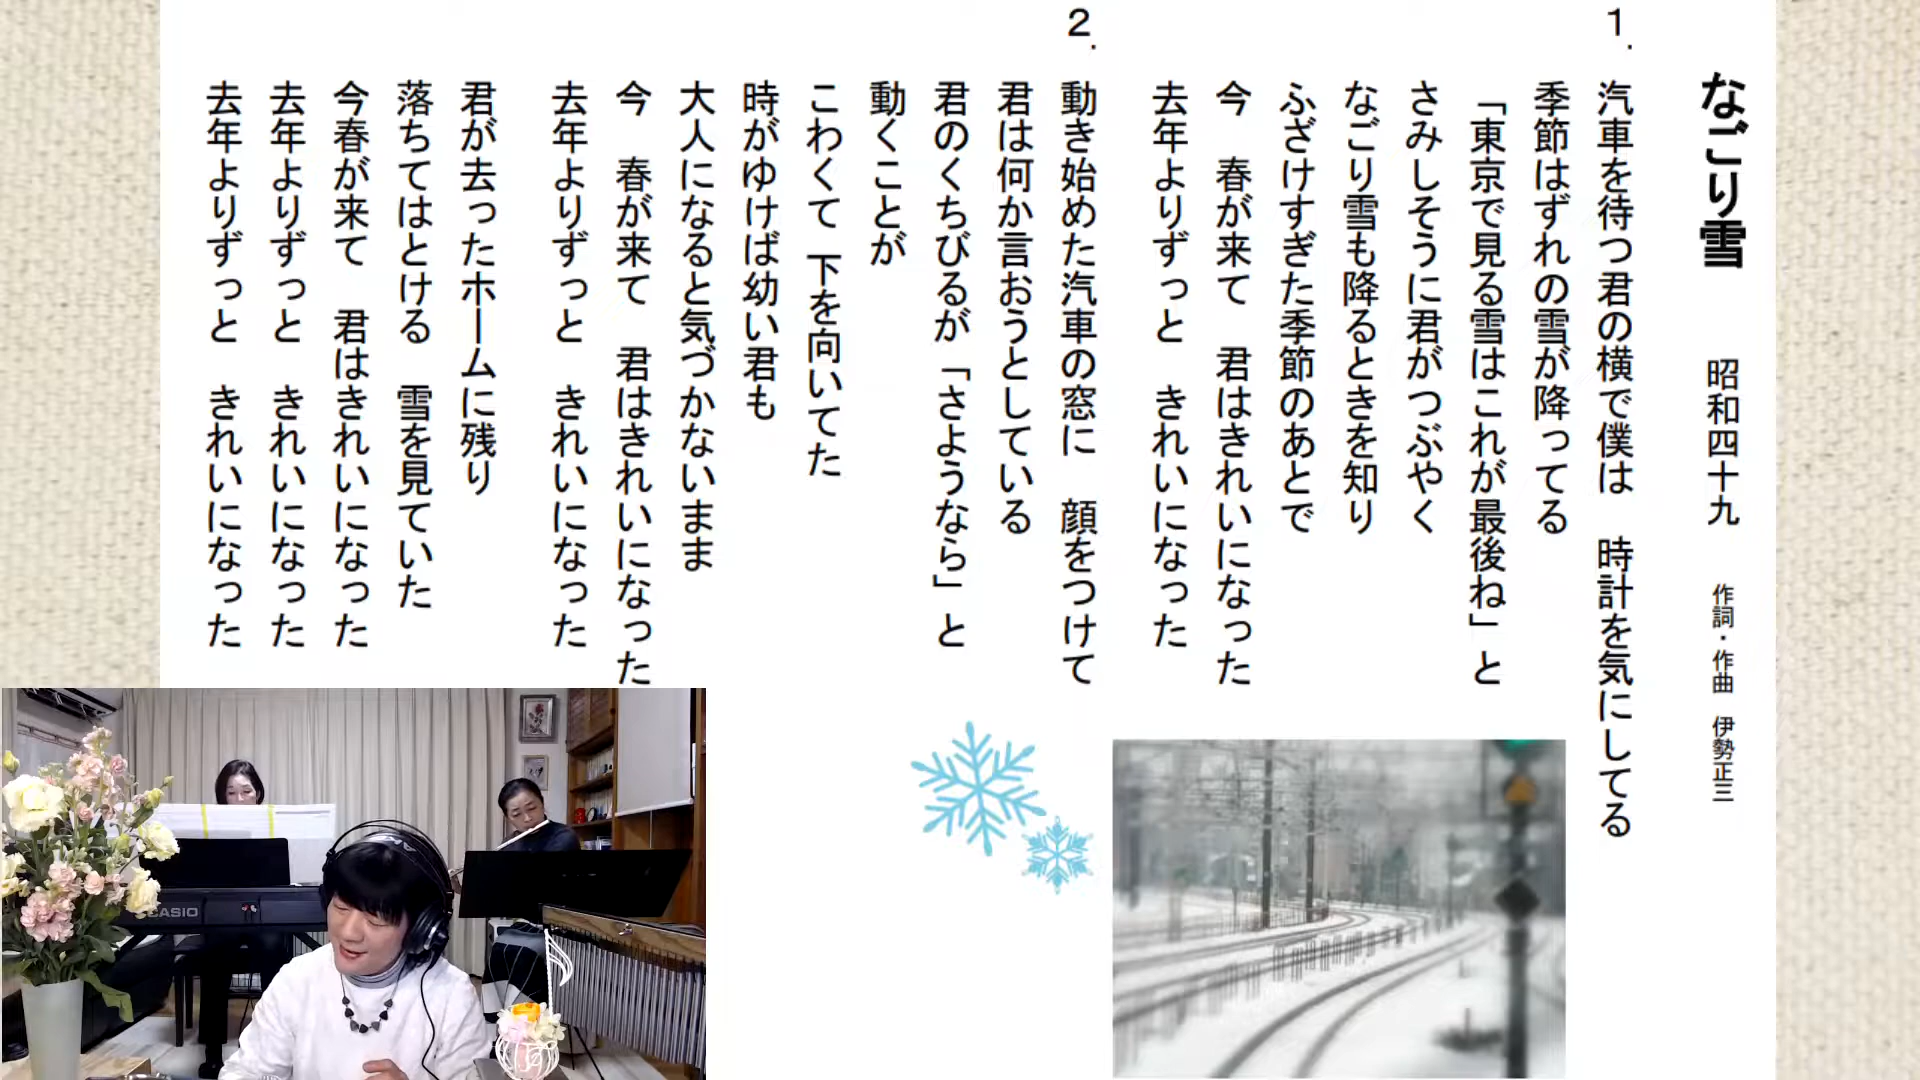 なごり雪　昭和四十九　作詞・作曲　伊勢正三
1.
汽車を待つ君の横で僕は　時計を気にしてる
季節はずれの雪が降ってる
「東京で見る雪はこれが最後ね」と
さみしそうに君がつぶやく
なごり雪も降るときを知り
ふざけすぎた季節のあとで
今　春が来て　君はきれいになった
去年よりずっと　きれいになった
2.
動き始めた汽車の窓に　顔をつけて
君は何か言おうとしている
君のくちびるが「さようなら」と
動くことが
こわくて 下を向いてた
時がゆけば幼い君も
大人になると気づかないまま
今　春が来て　君はきれいになった
去年よりずっと　きれいになった
君が去ったホームに残り
落ちてはとける　雪を見ていた
今春が来て　君はきれいになった
去年よりずっと　きれいになった
去年よりずっと　きれいになった
CASIO